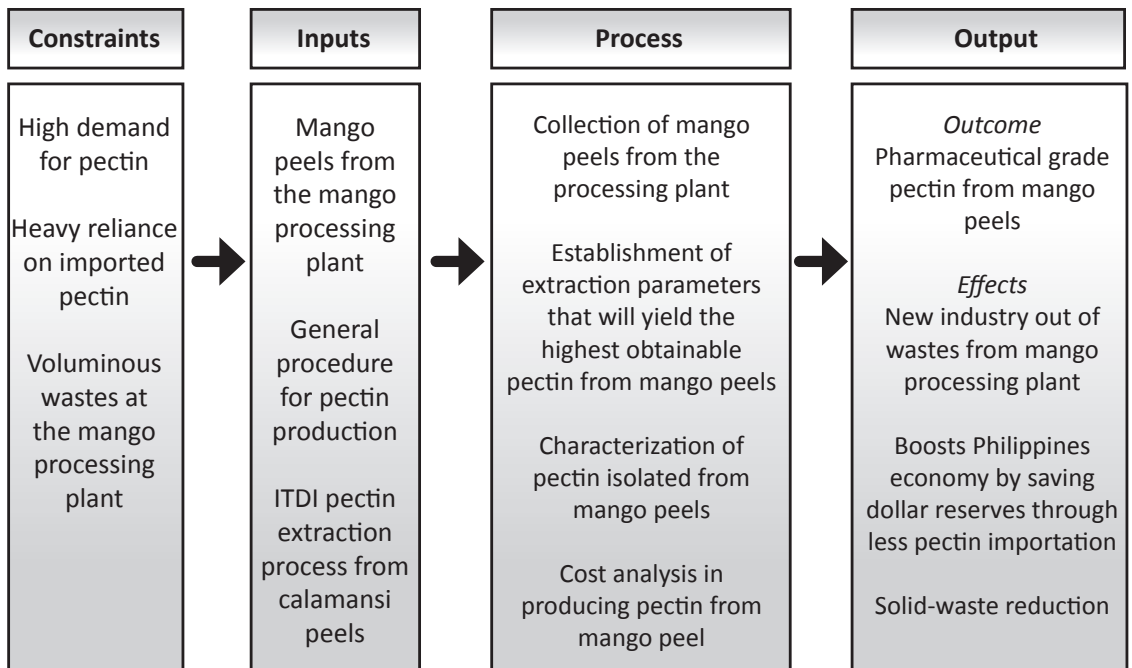 Constraints
High demand
for pectin
Heavy reliance
on imported
pectin
Voluminous
wastes at
the mango
processing
plant
Inputs
Mango
peels from
the mango
processing
plant
General
procedure
for pectin
production
ITDI pectin
extraction
process from
calamansi
peels
Process
Collection of mango
peels from the
processing plant
Establishment of
extraction parameters
that will yield the
highest obtainable
pectin from mango peels
Characterization of
pectin isolated from
mango peels
Cost analysis in
producing pectin from
mango peel
Output
Outcome
Pharmaceutical grade
pectin from mango
peels
Effects
New industry out of
wastes from mango
processing plant
Boosts Philippines
economy by saving
dollar reserves through
less pectin importation
Solid-waste reduction